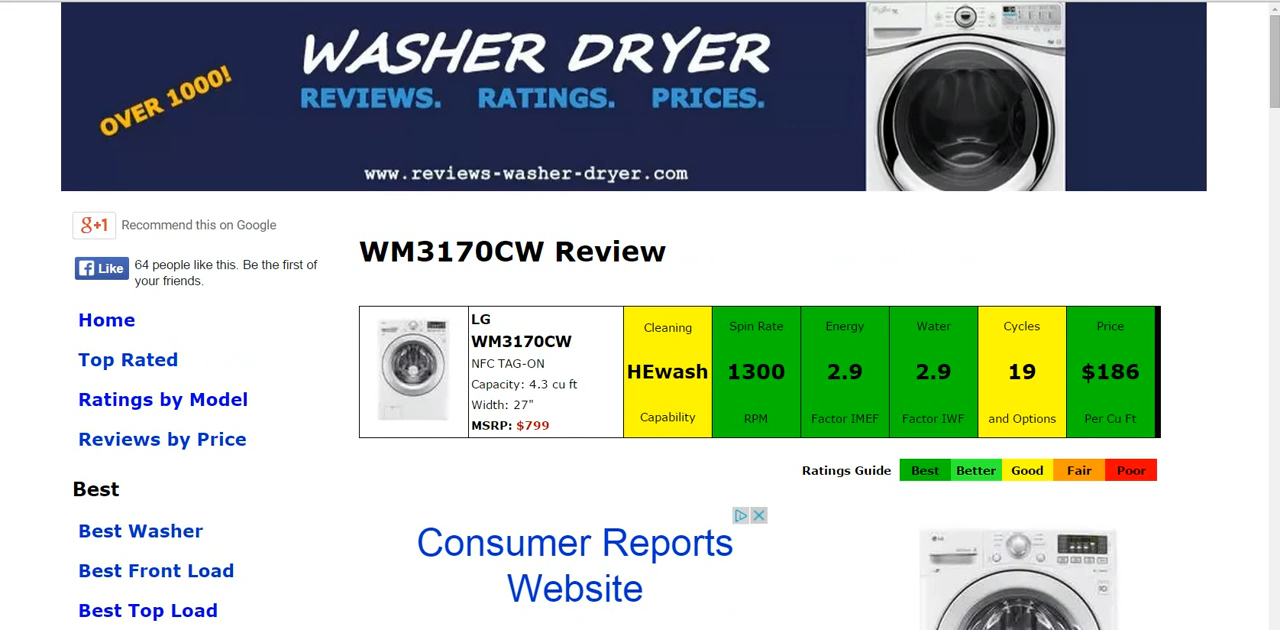 OVER 1000!
WASHER DRYER
REVIEWS. RATINGS. PRICES.
www.reviews-washer-dryer.com
g+1 Recommend this on Google
Like 64 people like this. Be the first of
your friends.
Home
Top Rated
Ratings by Model
Reviews by Price
Best
Best Washer
Best Front Load
Best Top Load
WM3170CW Review
LG
WM3170CW
NFC TAG-ON
Capacity: 4.3 cu ft
Width: 27"
MSRP: $799
Cleaning
HEwash
Capability
Spin Rate
1300
RPM
Energy
2.9
Factor IMEF
Water
2.9
Factor IWF
Cycles
19
and Options
Price
$186
Per Cu Ft
Ratings Guide Best Better Good Fair Poor
Consumer Reports
Website
LG